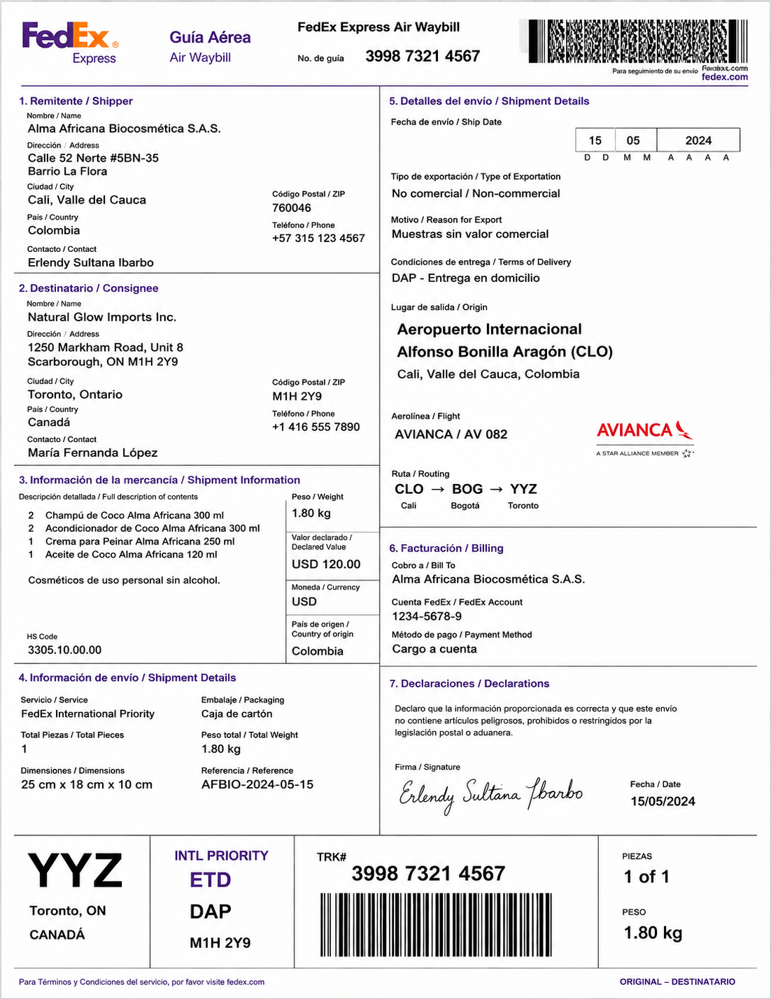 FedEx®
Express
Guía Aérea
Air Waybill
FedEx Express Air Waybill
No. de guía 3998 7321 4567
Para seguimiento de su envío
fedex.com
1. Remitente / Shipper
Nombre / Name
Alma Africana Biocosmética S.A.S.
Dirección / Address
Calle 52 Nerte #5BN-35
Barrio La Flora
Ciudad / City
Cali, Valle del Cauca
Código Postal / ZIP
760046
País / Country
Colombia
Teléfono / Phone
+57 315 123 4567
Contacto / Contact
Erlendy Sultana Ibarbo
2. Destinatario / Consignee
Nombre / Name
Natural Glow Imports Inc.
Dirección / Address
1250 Markham Road, Unit 8
Scarborough, ON M1H 2Y9
Ciudad / City
Toronto, Ontario
Código Postal / ZIP
M1H 2Y9
País / Country
Canadá
Teléfono / Phone
+1 416 555 7890
Contacto / Contact
María Fernanda López
3. Información de la mercancía / Shipment Information
Descripción detallada / Full description of contents
2 Champú de Coco Alma Africana 300 ml
2 Acondicionador de Coco Alma Africana 300 ml
1 Crema para Peinar Alma Africana 250 ml
1 Aceite de Coco Alma Africana 120 ml
Cosméticos de uso personal sin alcohol.
HS Code
3305.10.00.00
Peso / Weight
1.80 kg
Valor declarado /
Declared Value
USD 120.00
Moneda / Currency
USD
País de origen /
Country of origin
Colombia
4. Información de envío / Shipment Details
Servicio / Service
FedEx International Priority
Embalaje / Packaging
Caja de cartón
Total Piezas / Total Pieces
1
Peso total / Total Weight
1.80 kg
Dimensiones / Dimensions
25 cm x 18 cm x 10 cm
Referencia / Reference
AFBIO-2024-05-15
5. Detalles del envío / Shipment Details
Fecha de envío / Ship Date
15 05 2024
D D M M A A A A
Tipo de exportación / Type of Exportation
No comercial / Non-commercial
Motivo / Reason for Export
Muestras sin valor comercial
Condiciones de entrega / Terms of Delivery
DAP - Entrega en domicilio
Lugar de salida / Origin
Aeropuerto Internacional
Alfonso Bonilla Aragón (CLO)
Cali, Valle del Cauca, Colombia
Aerolínea / Flight
AVIANCA / AV 082
AVIANCA
A STAR ALLIANCE MEMBER
Ruta / Routing
CLO → BOG → YYZ
Cali Bogotá Toronto
6. Facturación / Billing
Cobro a / Bill To
Alma Africana Biocosmética S.A.S.
Cuenta FedEx / FedEx Account
1234-5678-9
Método de pago / Payment Method
Cargo a cuenta
7. Declaraciones / Declarations
Declaro que la información proporcionada es correcta y que este envío
no contiene artículos peligrosos, prohibidos o restringidos por la
legislación postal o aduanera.
Firma / Signature
Erlendy Sultana Ibarbo
Fecha / Date
15/05/2024
YYZ
Toronto, ON
CANADÁ
INTL PRIORITY
ETD
DAP
M1H 2Y9
TRK#
3998 7321 4567
PIEZAS
1 of 1
PESO
1.80 kg
Para Términos y Condiciones del servicio, por favor visite fedex.com
ORIGINAL – DESTINATARIO